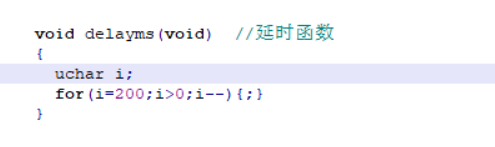 void delayms(void)  //延时函数
{
  uchar i;
  for(i=200;i>0;i--){;}
}